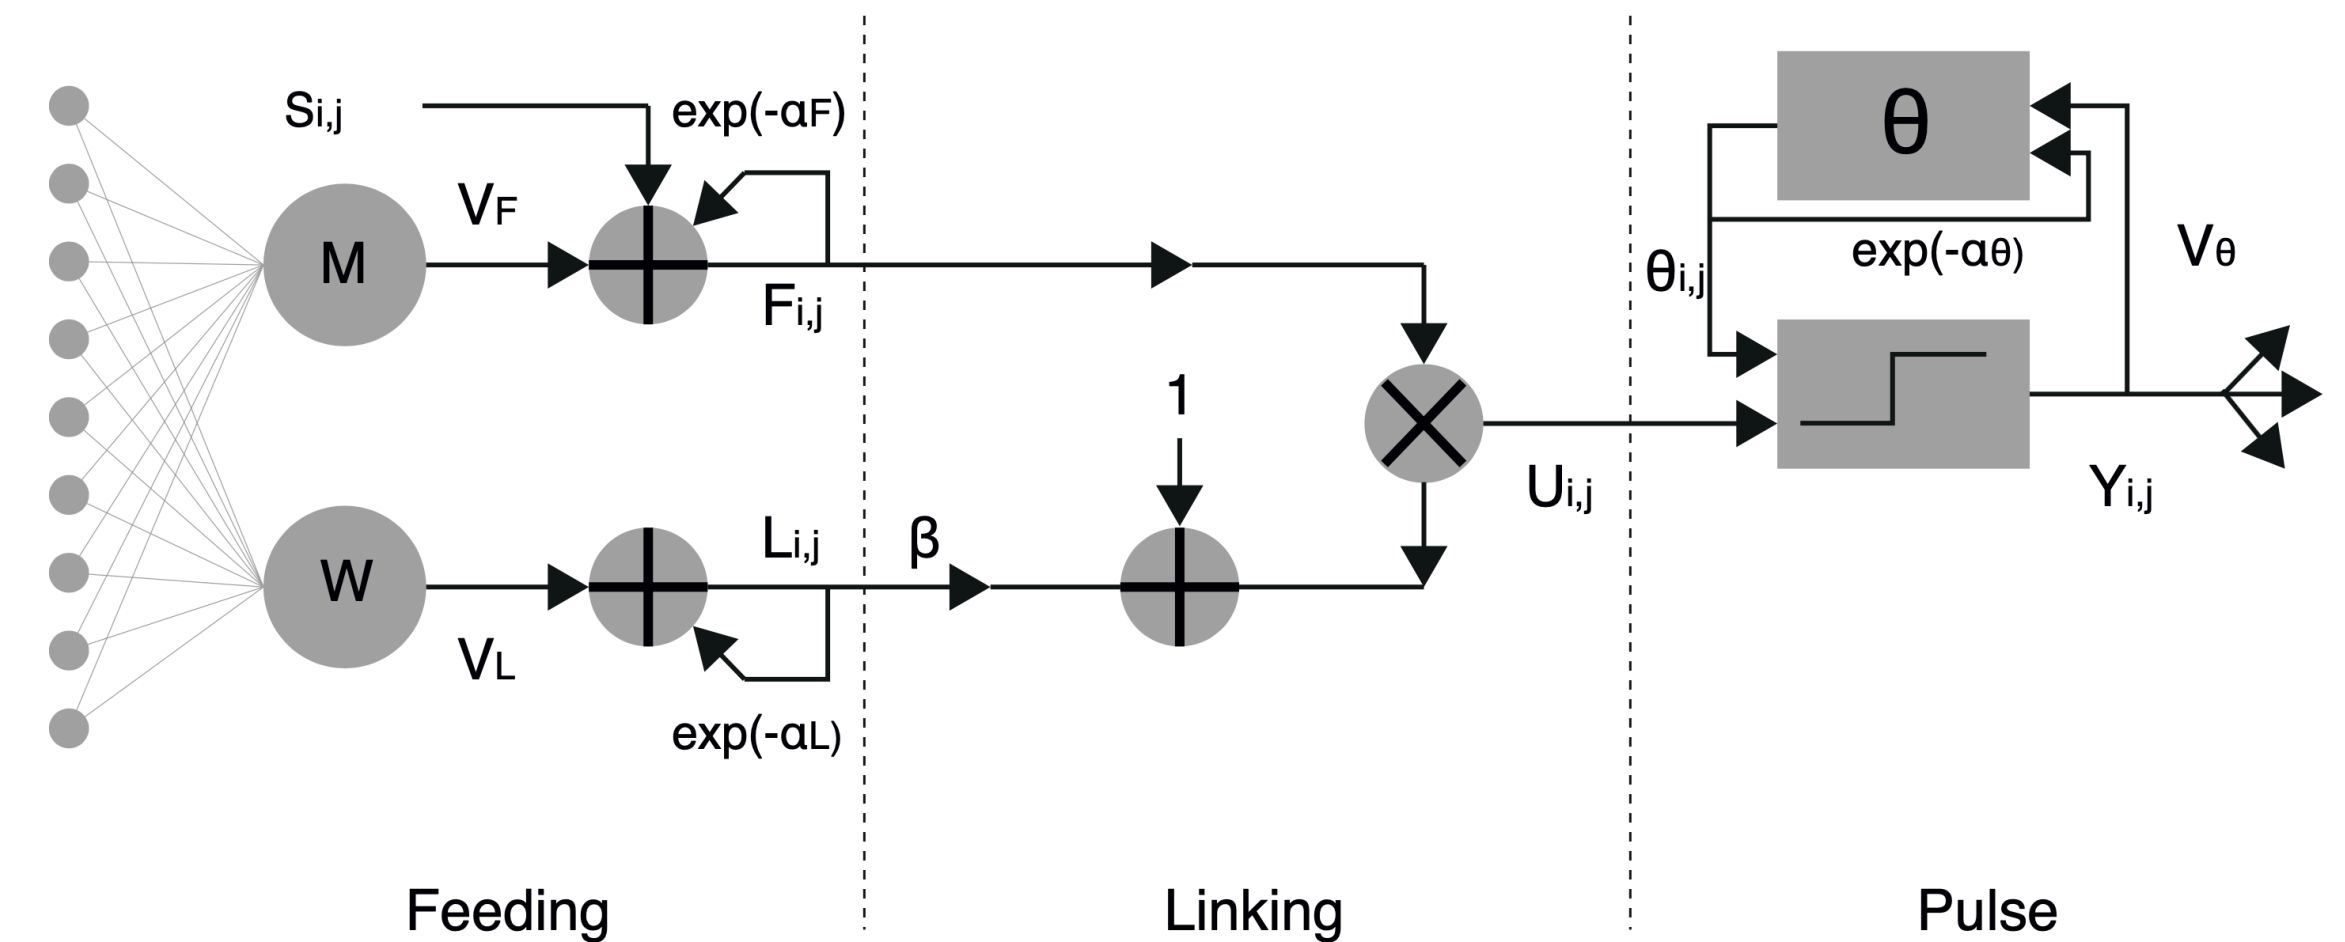 Si,j
exp(-αF)
VF
M
Fi,j
W
VL
Li,j
exp(-αL)
β
1
Ui,j
θ
θi,j
exp(-αθ)
Vθ
Yi,j
Feeding
Linking
Pulse